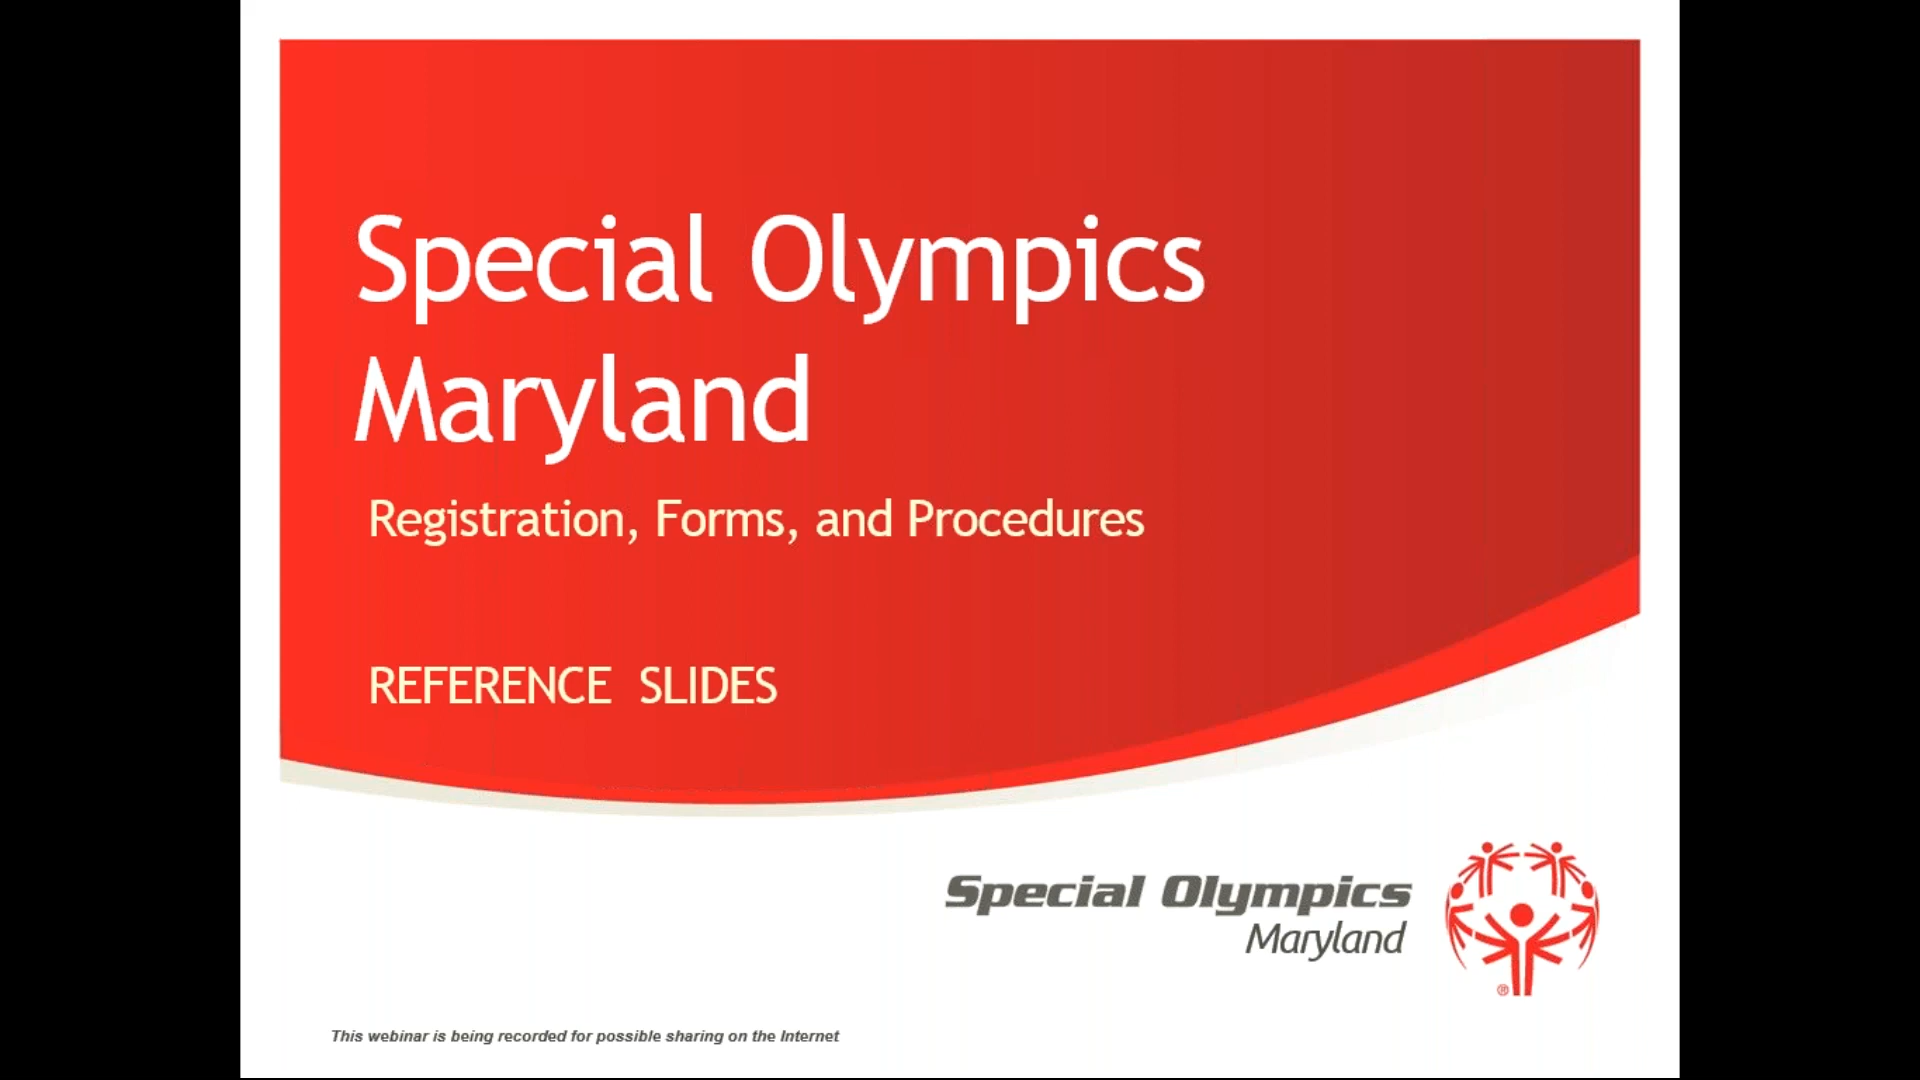 Special Olympics
Maryland
Registration, Forms, and Procedures
REFERENCE SLIDES
Special Olympics
Maryland
®
This webinar is being recorded for possible sharing on the Internet